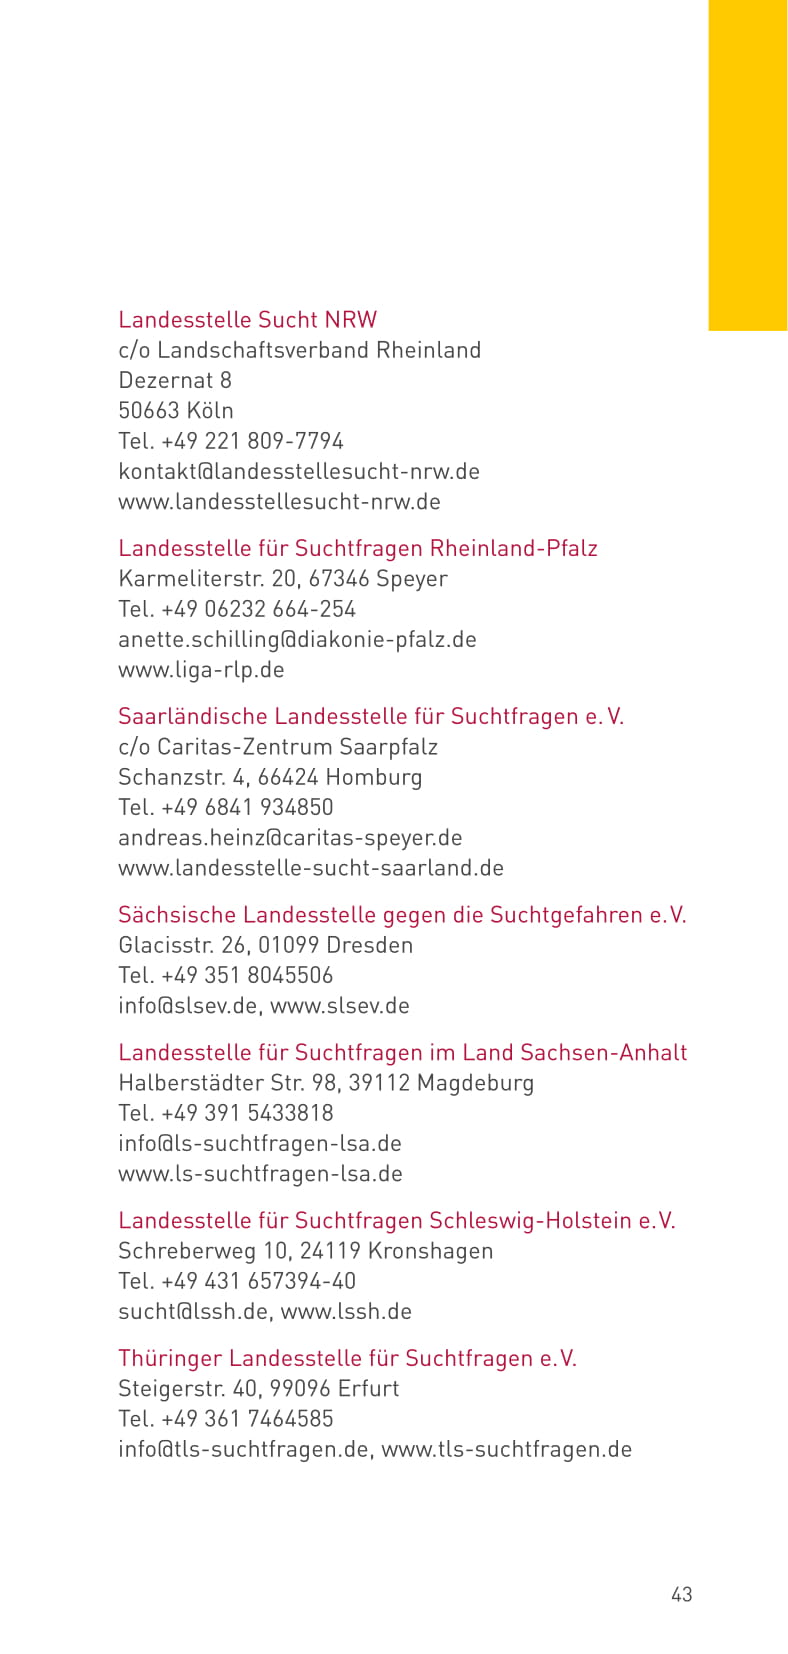 Landesstelle Sucht NRW
c/o Landschaftsverband Rheinland
Dezernat 8
50663 Köln
Tel. +49 221 809-7794
kontakt@landesstellesucht-nrw.de
www.landesstellesucht-nrw.de
Landesstelle für Suchtfragen Rheinland-Pfalz
Karmeliterstr. 20, 67346 Speyer
Tel. +49 06232 664-254
anette.schilling@diakonie-pfalz.de
www.liga-rlp.de
Saarländische Landesstelle für Suchtfragen e. V.
c/o Caritas-Zentrum Saarpfalz
Schanzstr. 4, 66424 Homburg
Tel. +49 6841 934850
andreas.heinz@caritas-speyer.de
www.landesstelle-sucht-saarland.de
Sächsische Landesstelle gegen die Suchtgefahren e. V.
Glacisstr. 26, 01099 Dresden
Tel. +49 351 8045506
info@slsev.de, www.slsev.de
Landesstelle für Suchtfragen im Land Sachsen-Anhalt
Halberstädter Str. 98, 39112 Magdeburg
Tel. +49 391 5433818
info@ls-suchtfragen-lsa.de
www.ls-suchtfragen-lsa.de
Landesstelle für Suchtfragen Schleswig-Holstein e. V.
Schreberweg 10, 24119 Kronshagen
Tel. +49 431 657394-40
sucht@lssh.de, www.lssh.de
Thüringer Landesstelle für Suchtfragen e. V.
Steigerstr. 40, 99096 Erfurt
Tel. +49 361 7464585
info@tls-suchtfragen.de, www.tls-suchtfragen.de
43